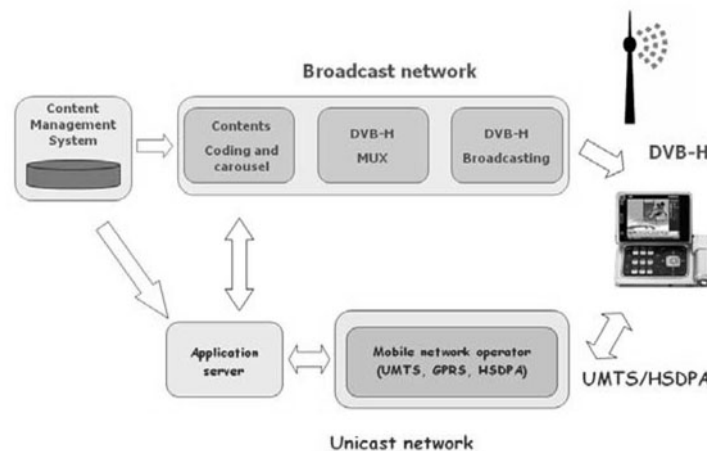 Broadcast network
Content
Management
System
Contents
Coding and
carousel
DVB-H
MUX
DVB-H
Broadcasting
DVB-H
Application
server
Mobile network operator
(UMTS, GPRS, HSDPA)
UMTS/HSDPA
Unicast network